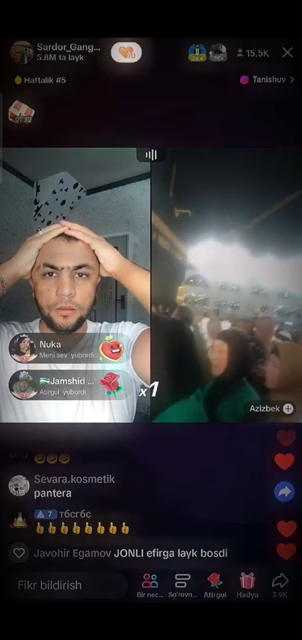 Sardor_Gang...
5.8M ta layk
15.5K
Haftalik #5
Tanishuv >
Nuka
Meni sev yubordi
Jamshid ...
Atirgul yubordi
x1
Azizbek
Sevara.kosmetik
pantera
7 тбсгбс
Javohir Egamov JONLI efirga layk bosdi
Fikr bildirish
Bir nec...
So'rovn...
Atirgul
Hadya
3.9K